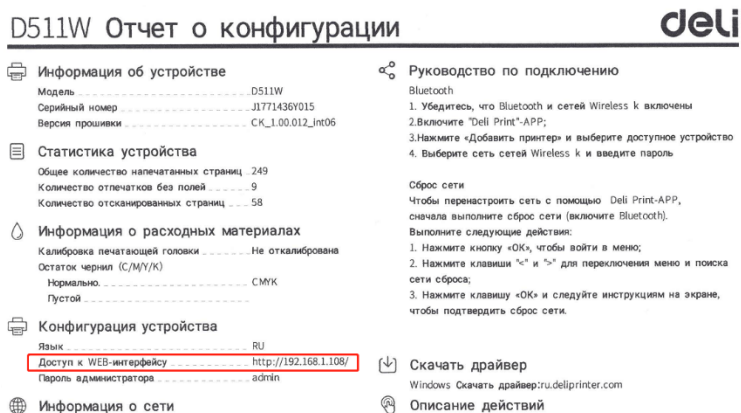 D511W Отчет о конфигурации
deli
Информация об устройстве
Модель D511W
Серийный номер J1771436Y015
Версия прошивки CK_1.00.012_int06
Статистика устройства
Общее количество напечатанных страниц 249
Количество отпечатков без полей 9
Количество отсканированных страниц 58
Информация о расходных материалах
Калибровка печатающей головки Не откалибрована
Остаток чернил (C/M/Y/K)
Нормально. CMYK
Пустой
Конфигурация устройства
Язык RU
Доступ к WEB-интерфейсу http://192.168.1.108/
Пароль администратора admin
Информация о сети
Руководство по подключению
Bluetooth
1. Убедитесь, что Bluetooth и сетей Wireless k включены
2.Включите "Deli Print"-APP;
3.Нажмите «Добавить принтер» и выберите доступное устройство
4. Выберите сеть сетей Wireless k и введите пароль
Сброс сети
Чтобы перенастроить сеть с помощью Deli Print-APP,
сначала выполните сброс сети (включите Bluetooth).
Выполните следующие действия:
1. Нажмите кнопку «OK», чтобы войти в меню;
2. Нажмите клавиши "<" и ">" для переключения меню и поиска
сети сброса;
3. Нажмите клавишу «OK» и следуйте инструкциям на экране,
чтобы подтвердить сброс сети.
Скачать драйвер
Windows Скачать драйвер:ru.deliprinter.com
Описание действий